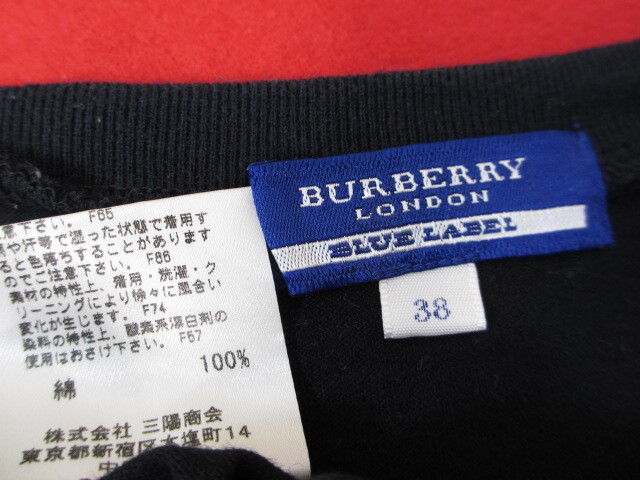 BURBERRY
LONDON
BLUE LABEL
38
意下さい。F65
や汗等で湿った状態で着用す
ると色落ちすることがあります
のでご注意下さい。F86
素材の特性上、着用・洗濯・ク
リーニングにより徐々に風合い
変化が生じます。F74
染料の特性上、酸素系漂白剤の
使用はおさけ下さい。F57
100%
綿
株式会社 三陽商会
東京都新宿区本塩町14